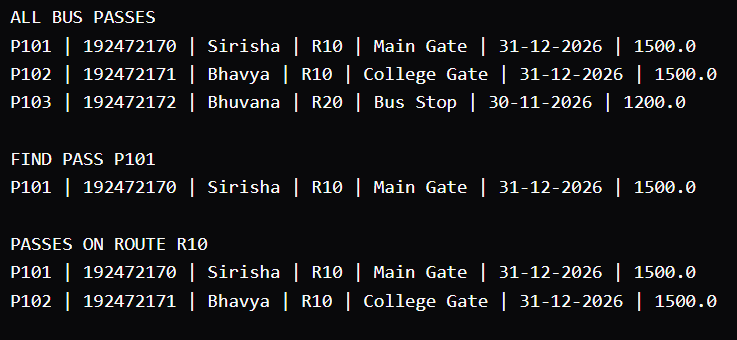 ALL BUS PASSES
P101 | 192472170 | Sirisha | R10 | Main Gate | 31-12-2026 | 1500.0
P102 | 192472171 | Bhavya | R10 | College Gate | 31-12-2026 | 1500.0
P103 | 192472172 | Bhuvana | R20 | Bus Stop | 30-11-2026 | 1200.0
FIND PASS P101
P101 | 192472170 | Sirisha | R10 | Main Gate | 31-12-2026 | 1500.0
PASSES ON ROUTE R10
P101 | 192472170 | Sirisha | R10 | Main Gate | 31-12-2026 | 1500.0
P102 | 192472171 | Bhavya | R10 | College Gate | 31-12-2026 | 1500.0